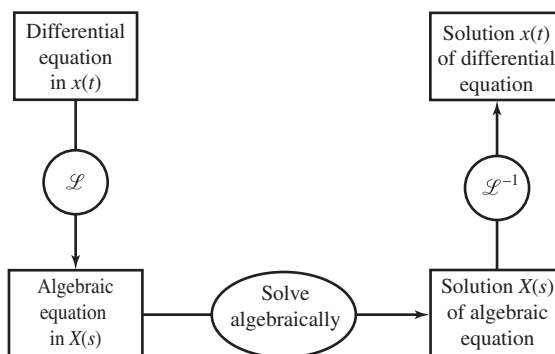 Differential
equation
in x(t)
Solution x(t)
of differential
equation
ℒ
ℒ⁻¹
Algebraic
equation
in X(s)
Solve
algebraically
Solution X(s)
of algebraic
equation